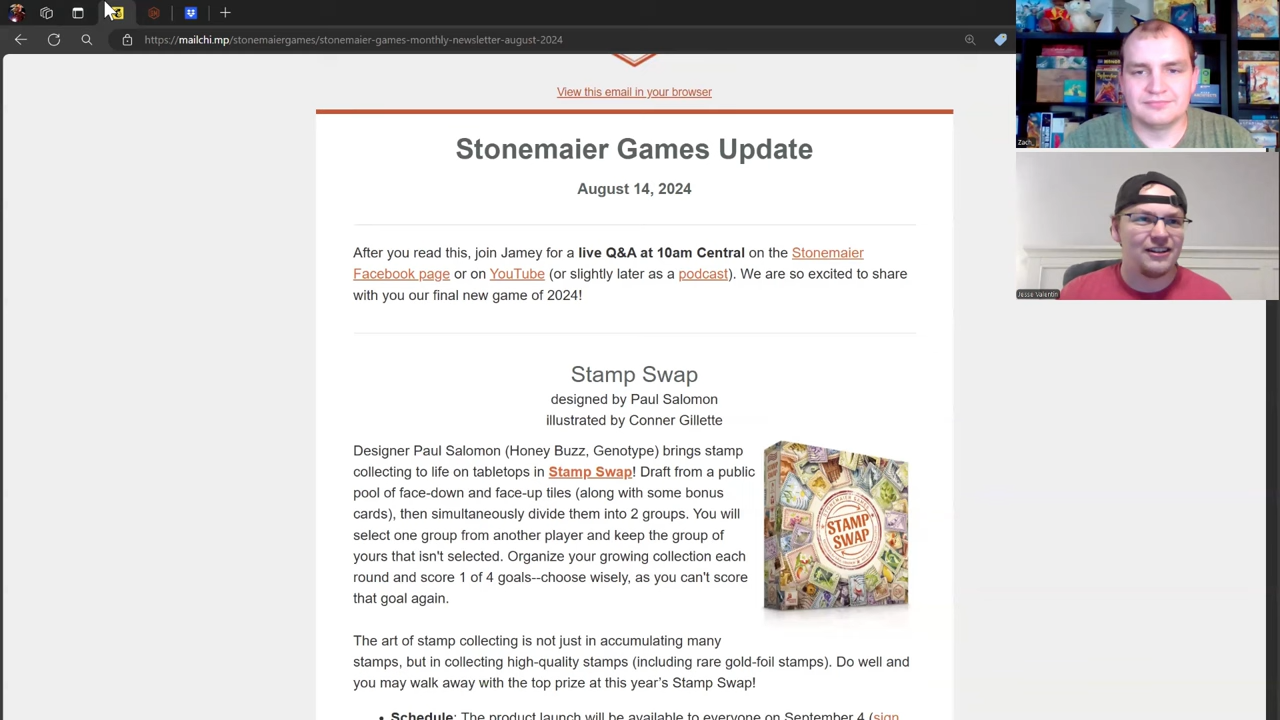 https://mailchi.mp/stonemaiergames/stonemaier-games-monthly-newsletter-august-2024
Zach
View this email in your browser
Stonemaier Games Update
August 14, 2024
After you read this, join Jamey for a live Q&A at 10am Central on the Stonemaier
Facebook page or on YouTube (or slightly later as a podcast). We are so excited to share
with you our final new game of 2024!
Jesse Valentin
Stamp Swap
designed by Paul Salomon
illustrated by Conner Gillette
Designer Paul Salomon (Honey Buzz, Genotype) brings stamp
collecting to life on tabletops in Stamp Swap! Draft from a public
pool of face-down and face-up tiles (along with some bonus
cards), then simultaneously divide them into 2 groups. You will
select one group from another player and keep the group of
yours that isn't selected. Organize your growing collection each
round and score 1 of 4 goals--choose wisely, as you can't score
that goal again.
STAMP
SWAP
The art of stamp collecting is not just in accumulating many
stamps, but in collecting high-quality stamps (including rare gold-foil stamps). Do well and
you may walk away with the top prize at this year's Stamp Swap!
• Schedule: The product launch will be available to everyone on September 4 (sign